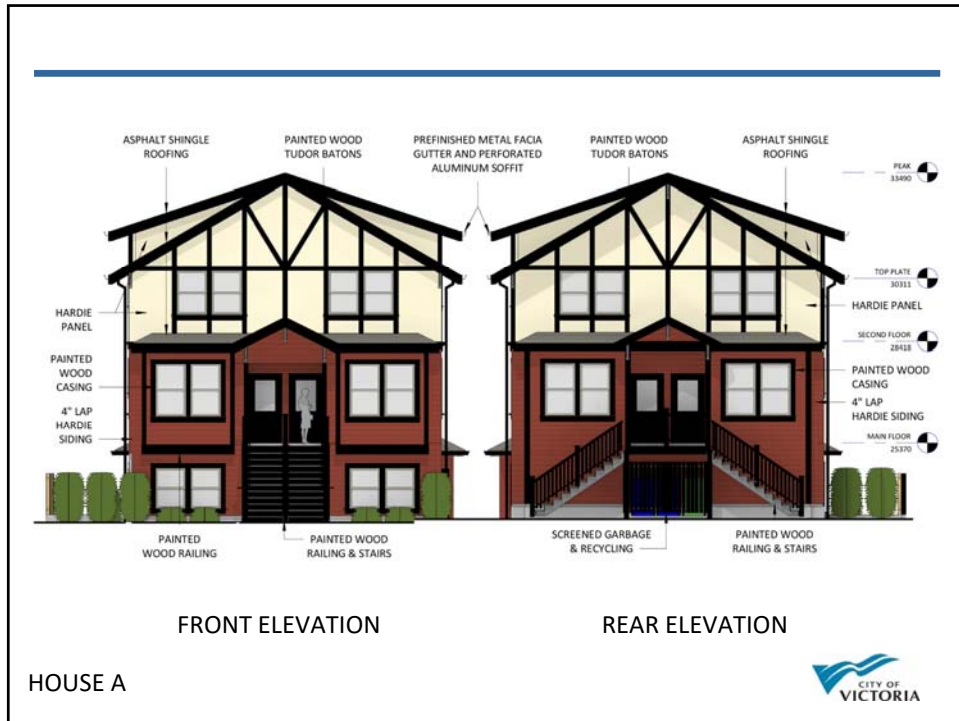 ASPHALT SHINGLE
ROOFING
PAINTED WOOD
TUDOR BATONS
PREFINISHED METAL FACIA
GUTTER AND PERFORATED
ALUMINUM SOFFIT
PAINTED WOOD
TUDOR BATONS
ASPHALT SHINGLE
ROOFING
PEAK
33490
TOP PLATE
30311
HARDIE
PANEL
HARDIE PANEL
SECOND FLOOR
28418
PAINTED
WOOD
CASING
PAINTED WOOD
CASING
4" LAP
HARDIE
SIDING
4" LAP
HARDIE SIDING
MAIN FLOOR
25370
PAINTED
WOOD RAILING
PAINTED WOOD
RAILING & STAIRS
SCREENED GARBAGE
& RECYCLING
PAINTED WOOD
RAILING & STAIRS
FRONT ELEVATION
REAR ELEVATION
HOUSE A
CITY OF
VICTORIA